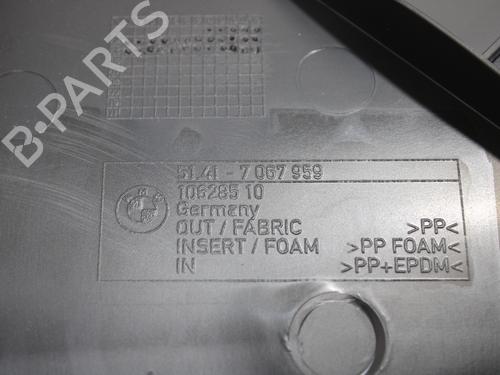 B-PARTS
51.41 - 7 067 959
106285 10
Germany
OUT / FABRIC >PP<
INSERT / FOAM >PP FOAM<
IN >PP+EPDM<
BMW